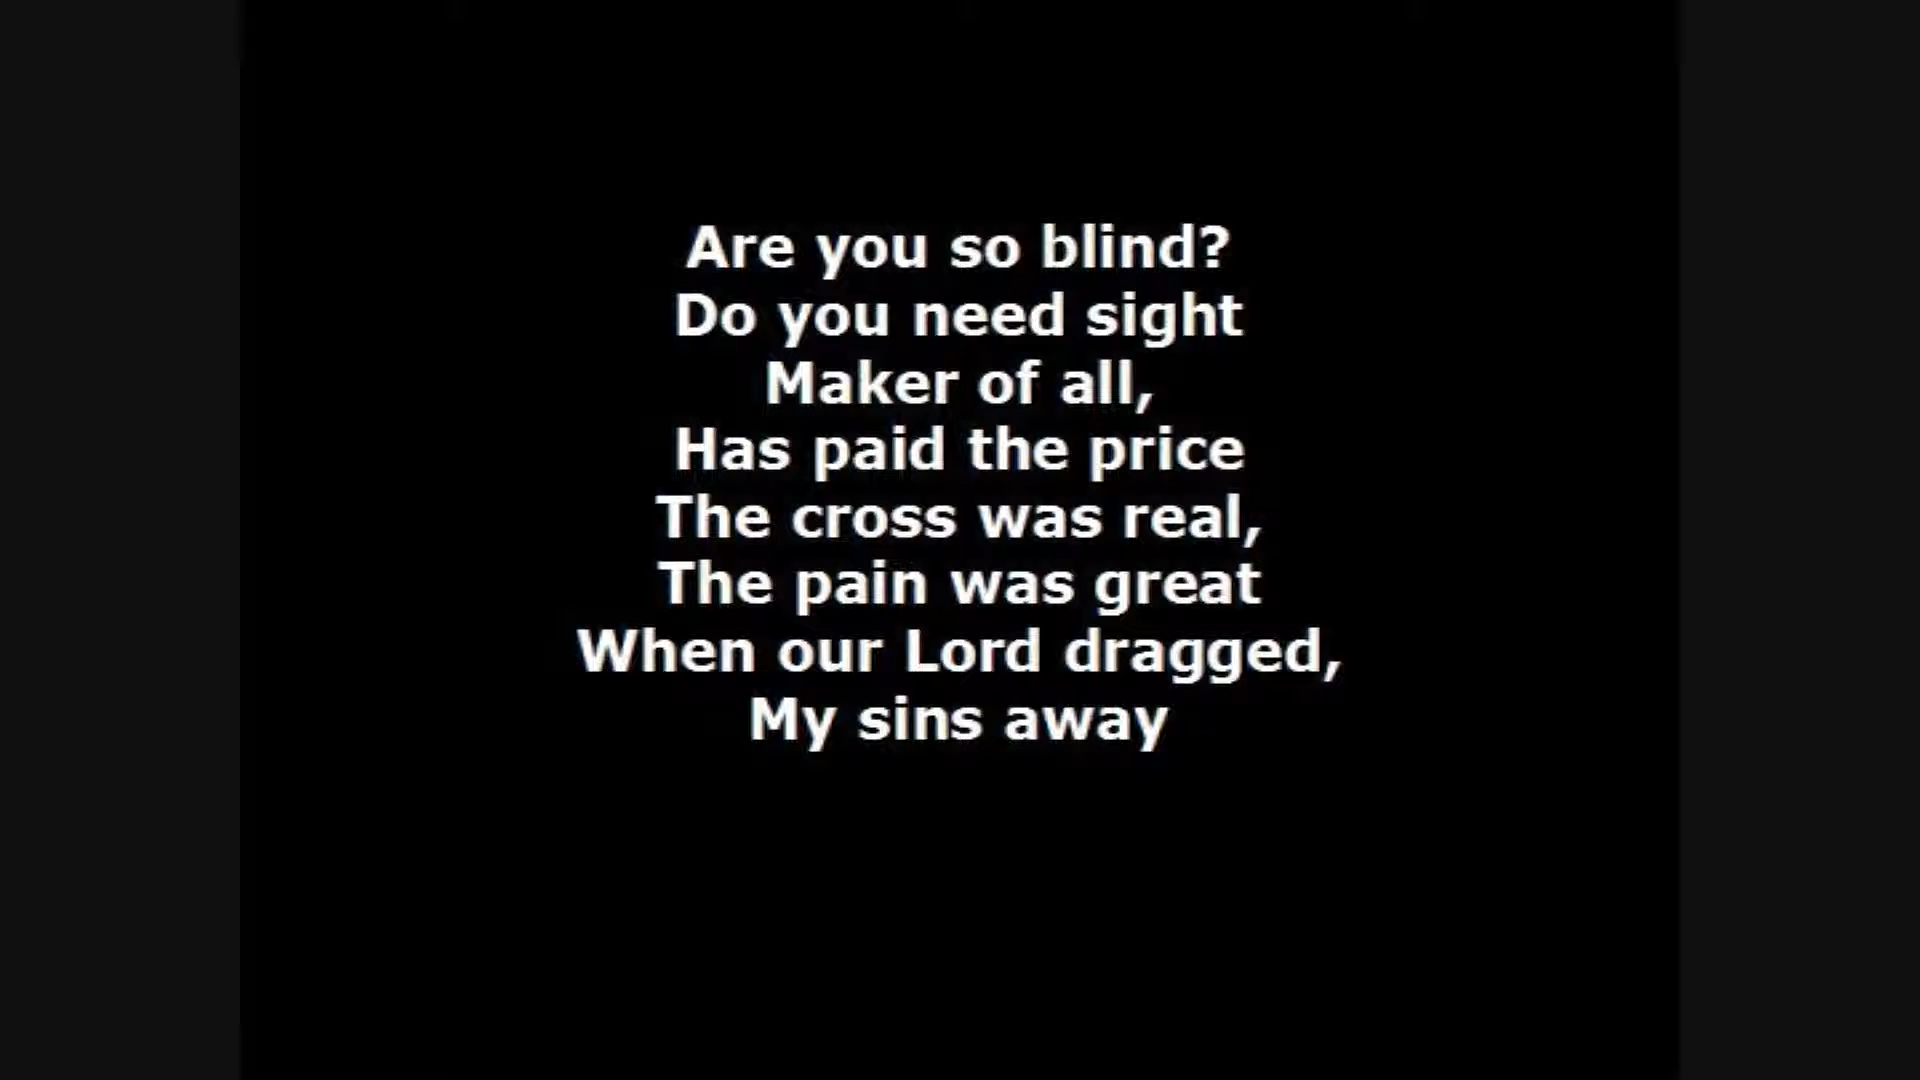 Are you so blind?
Do you need sight
Maker of all,
Has paid the price
The cross was real,
The pain was great
When our Lord dragged,
My sins away